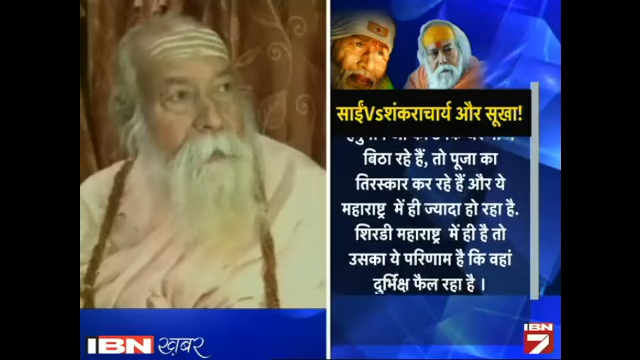 साईंVsशंकराचार्य और सूखा!
बिठा रहे हैं, तो पूजा का
तिरस्कार कर रहे हैं और ये
महाराष्ट्र में ही ज्यादा हो रहा है.
शिरडी महाराष्ट्र में ही है तो
उसका ये परिणाम है कि वहां
दुर्भिक्ष फैल रहा है ।
IBN ख़बर
IBN
7